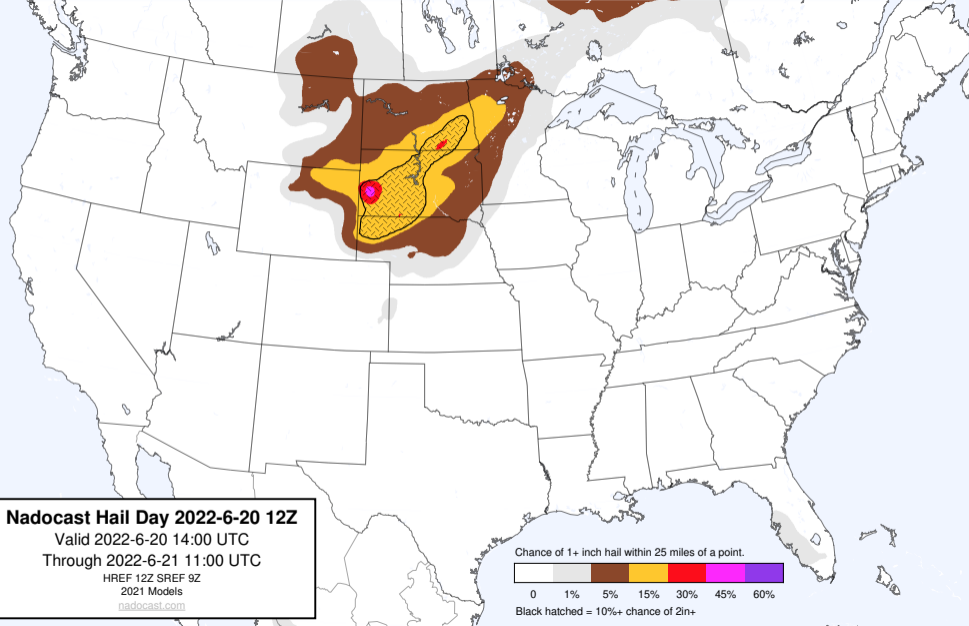 Nadocast Hail Day 2022-6-20 12Z
Valid 2022-6-20 14:00 UTC
Through 2022-6-21 11:00 UTC
HREF 12Z SREF 9Z
2021 Models
nadocast.com
Chance of 1+ inch hail within 25 miles of a point.
0 1% 5% 15% 30% 45% 60%
Black hatched = 10%+ chance of 2in+